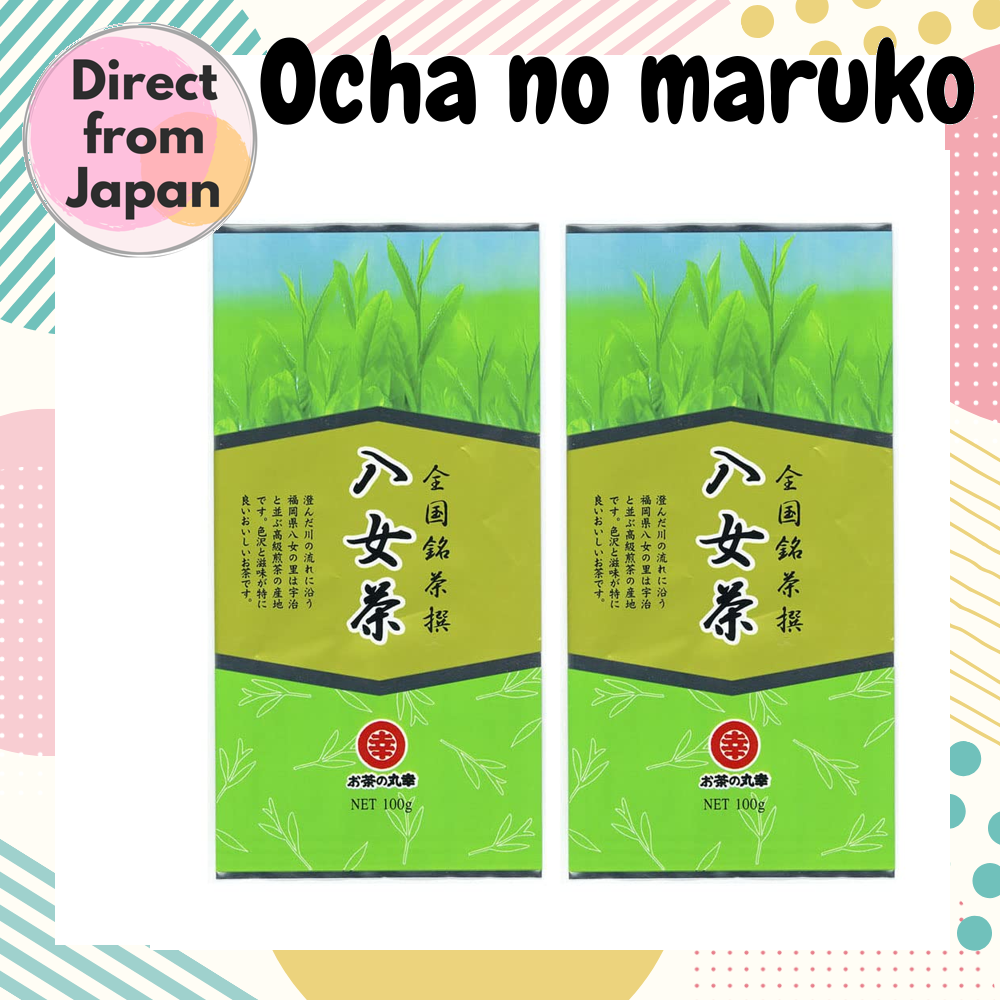 Direct
from
Japan
Ocha no maruko
全国銘茶撰
八女茶
澄んだ川の流れに沿う
福岡県八女の里は宇治
と並ぶ高級煎茶の産地
です。色沢と滋味が特に
良いおいしいお茶です。
幸
お茶の丸幸
NET 100g
全国銘茶撰
八女茶
澄んだ川の流れに沿う
福岡県八女の里は宇治
と並ぶ高級煎茶の産地
です。色沢と滋味が特に
良いおいしいお茶です。
幸
お茶の丸幸
NET 100g